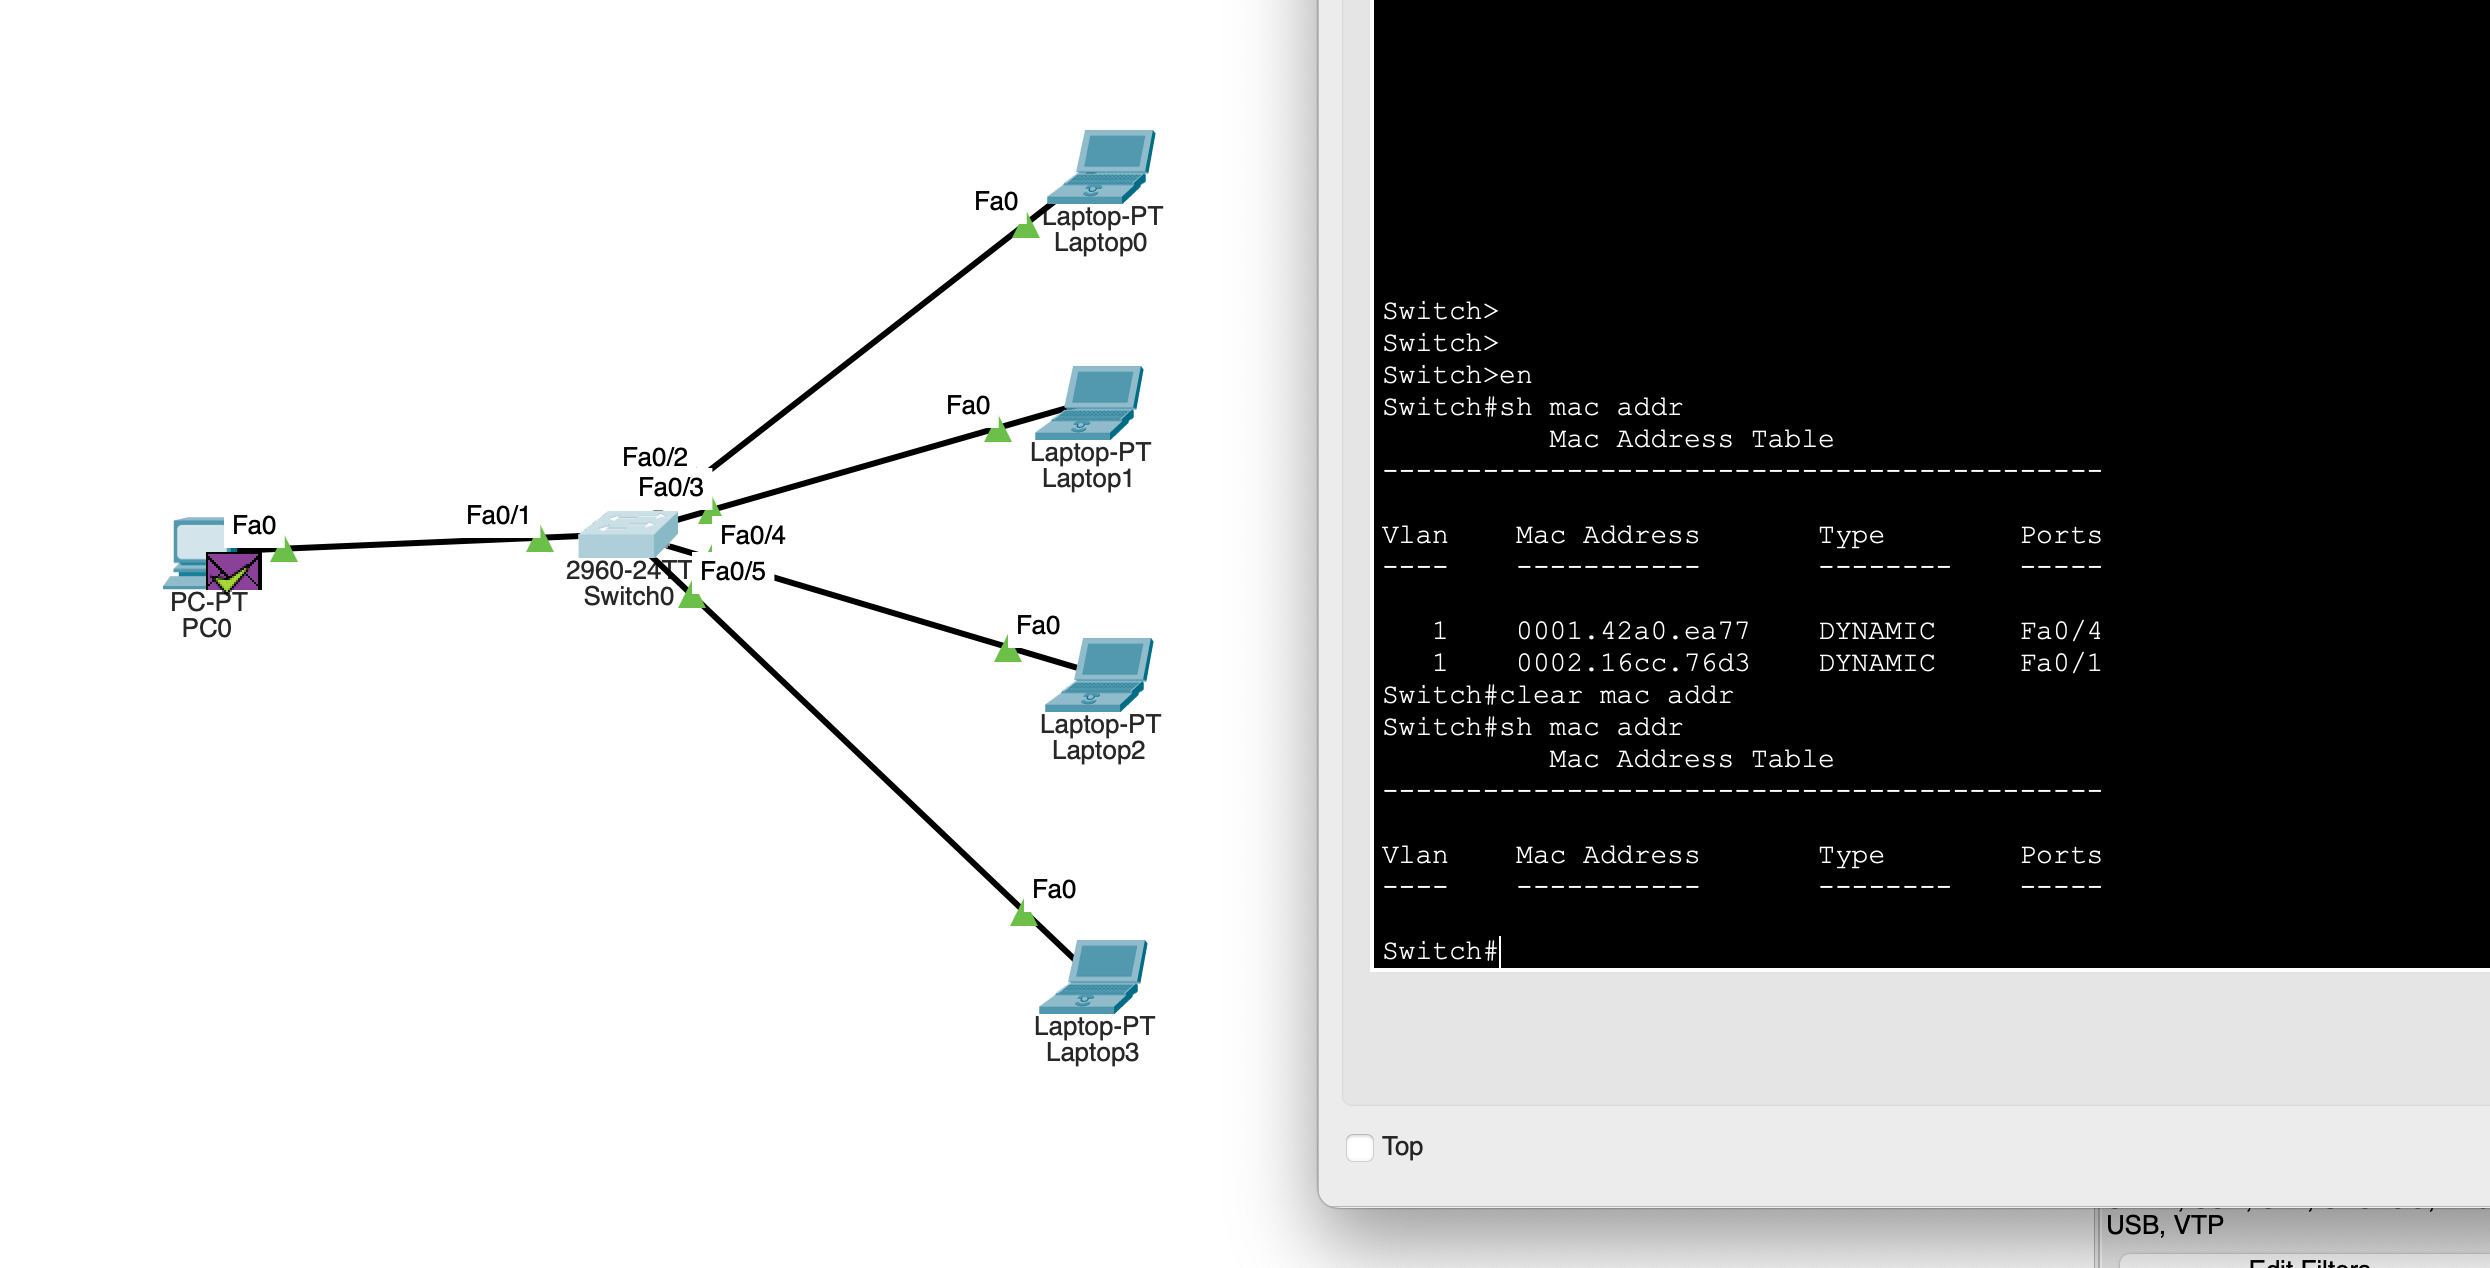 Fa0
Laptop-PT
Laptop0
Fa0
Laptop-PT
Laptop1
Fa0/2
Fa0/3
Fa0/1
Fa0
Fa0/4
Fa0/5
2960-24TT
Switch0
PC-PT
PC0
Fa0
Laptop-PT
Laptop2
Fa0
Laptop-PT
Laptop3
Switch>
Switch>
Switch>en
Switch#sh mac addr
Mac Address Table
-------------------------------------------
Vlan    Mac Address       Type        Ports
----    -----------       --------    -----
1    0001.42a0.ea77    DYNAMIC     Fa0/4
1    0002.16cc.76d3    DYNAMIC     Fa0/1
Switch#clear mac addr
Switch#sh mac addr
Mac Address Table
-------------------------------------------
Vlan    Mac Address       Type        Ports
----    -----------       --------    -----
Switch#
Top
USB, VTP
Edit Filters